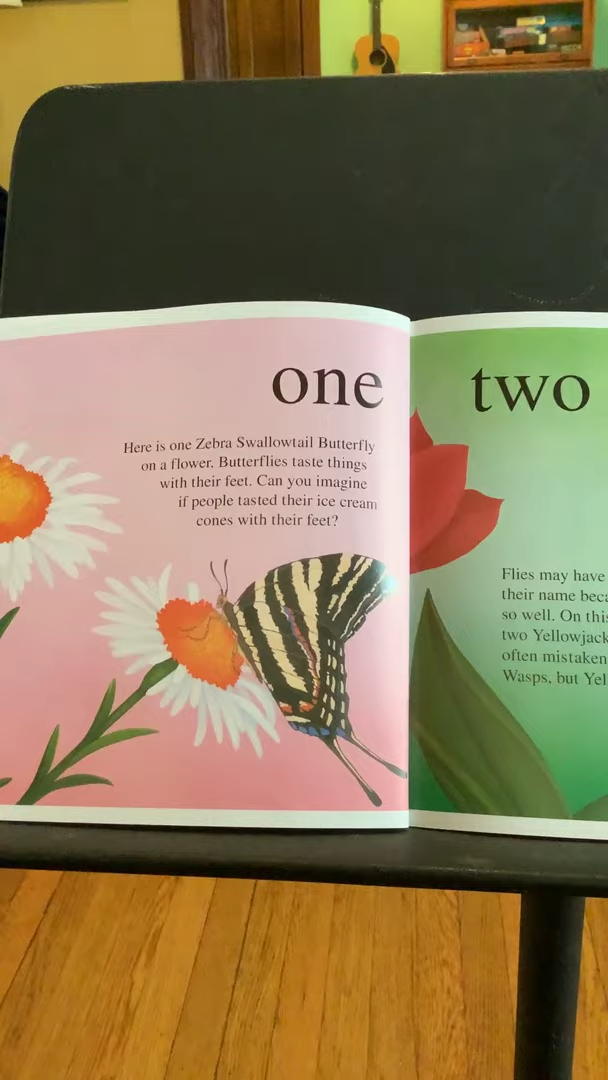 one
Here is one Zebra Swallowtail Butterfly
on a flower. Butterflies taste things
with their feet. Can you imagine
if people tasted their ice cream
cones with their feet?
two
Flies may have
their name
so well. On this
two
often mistaken
Wasps, but